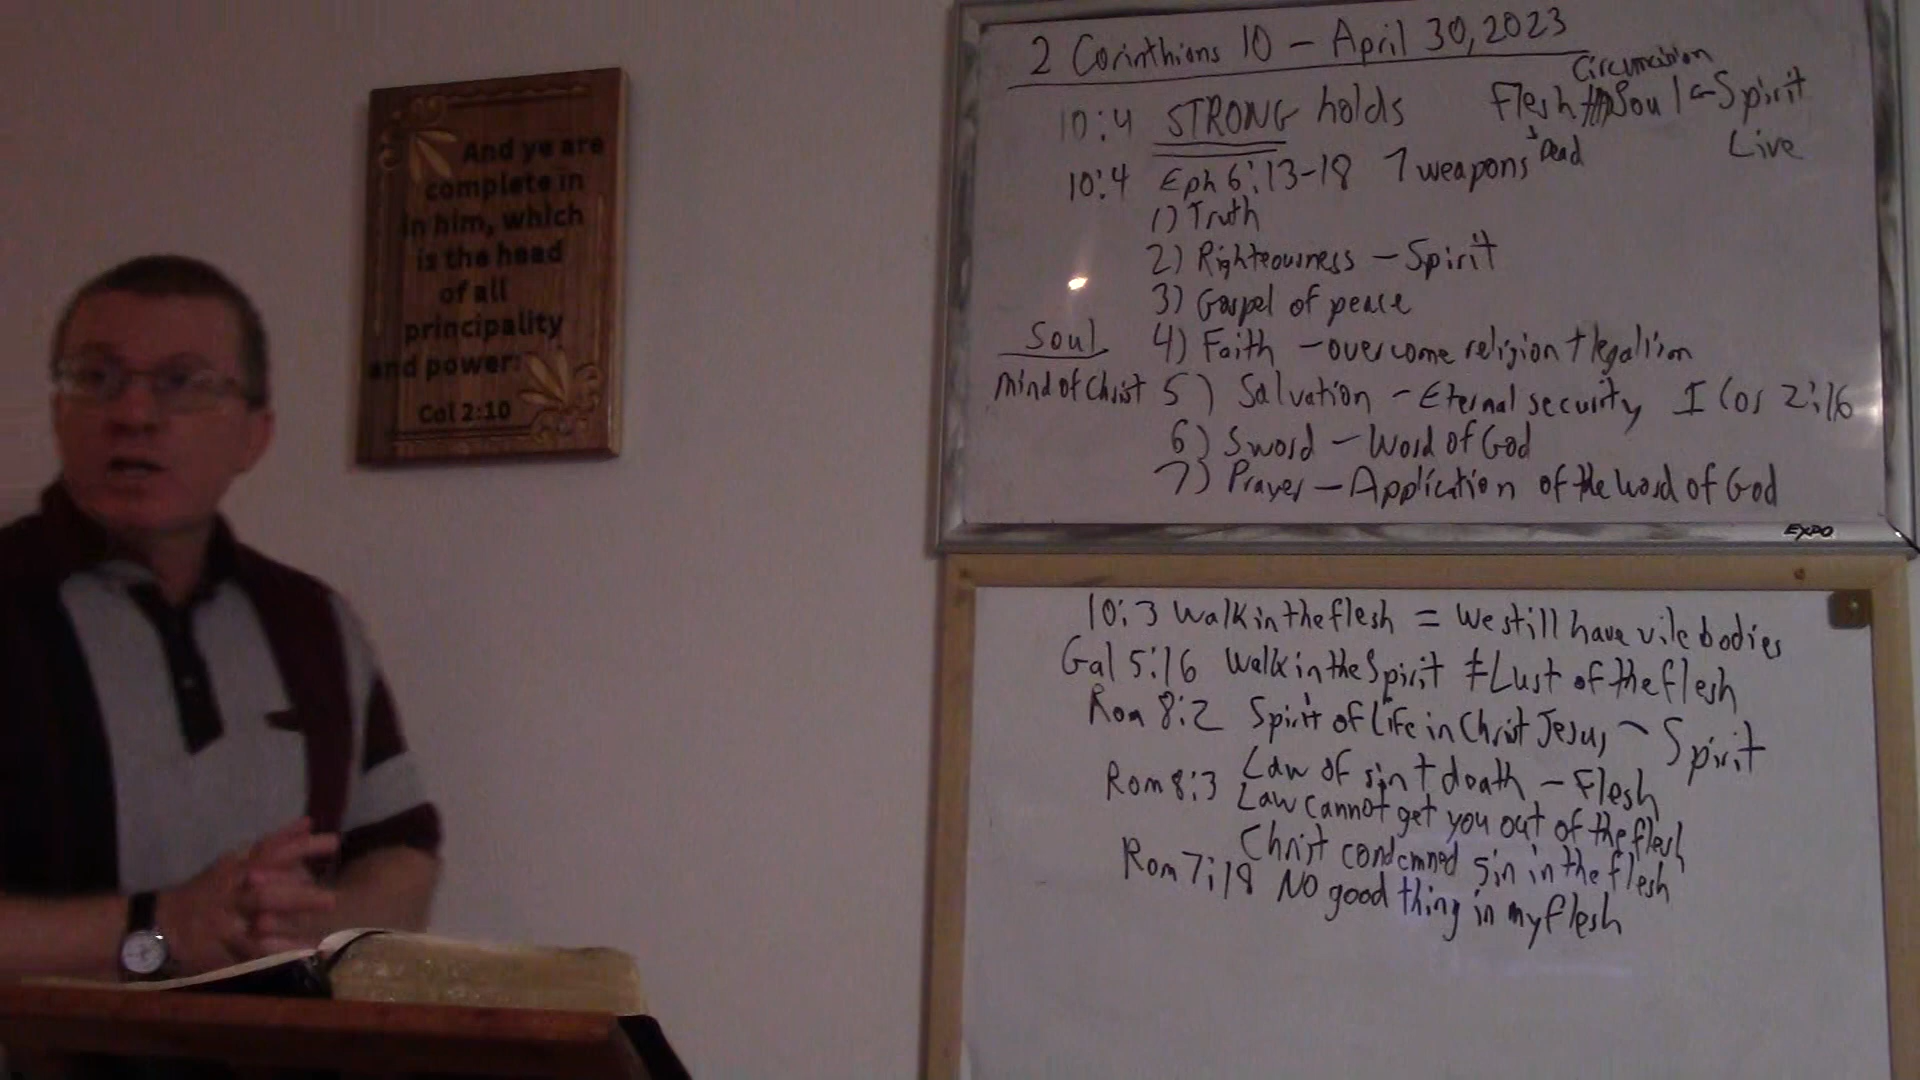 And ye are
complete in
in him, which
is the head
of all
principality
and power:
Col 2:10
2 Corinthians 10 - April 30, 2023
Circumcision
10:4 STRONG holds Flesh Soul Spirit
Dead Live
10:4 Eph 6:13-18 7 weapons
1) Truth
2) Righteousness - Spirit
3) Gospel of peace
Soul 4) Faith - overcome religion + legalism
mind of Christ 5) Salvation - Eternal security I Cor 2:16
6) Sword - Word of God
7) Prayer - Application of the Word of God
EXPO
10:3 Walk in the flesh = We still have vile bodies
Gal 5:16 Walk in the Spirit ≠ Lust of the flesh
Rom 8:2 Spirit of Life in Christ Jesus - Spirit
Law of sin + death - Flesh
Rom 8:3 Law cannot get you out of the flesh
Christ condemned sin in the flesh
Rom 7:18 NO good thing in my flesh